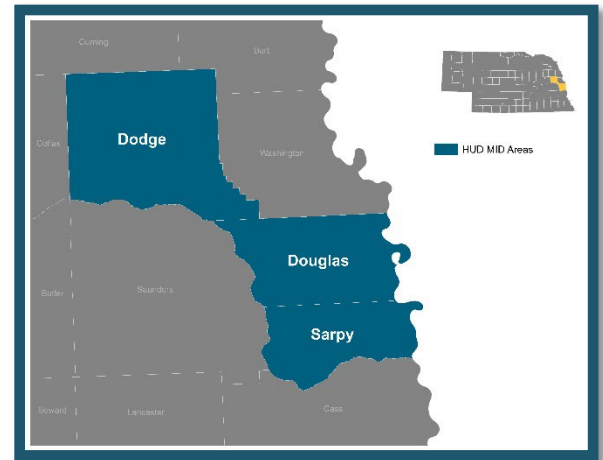 Cuming
Burt
Colfax
Dodge
Washington
HUD MID Areas
Douglas
Butler
Saunders
Sarpy
Seward
Lancaster
Cass